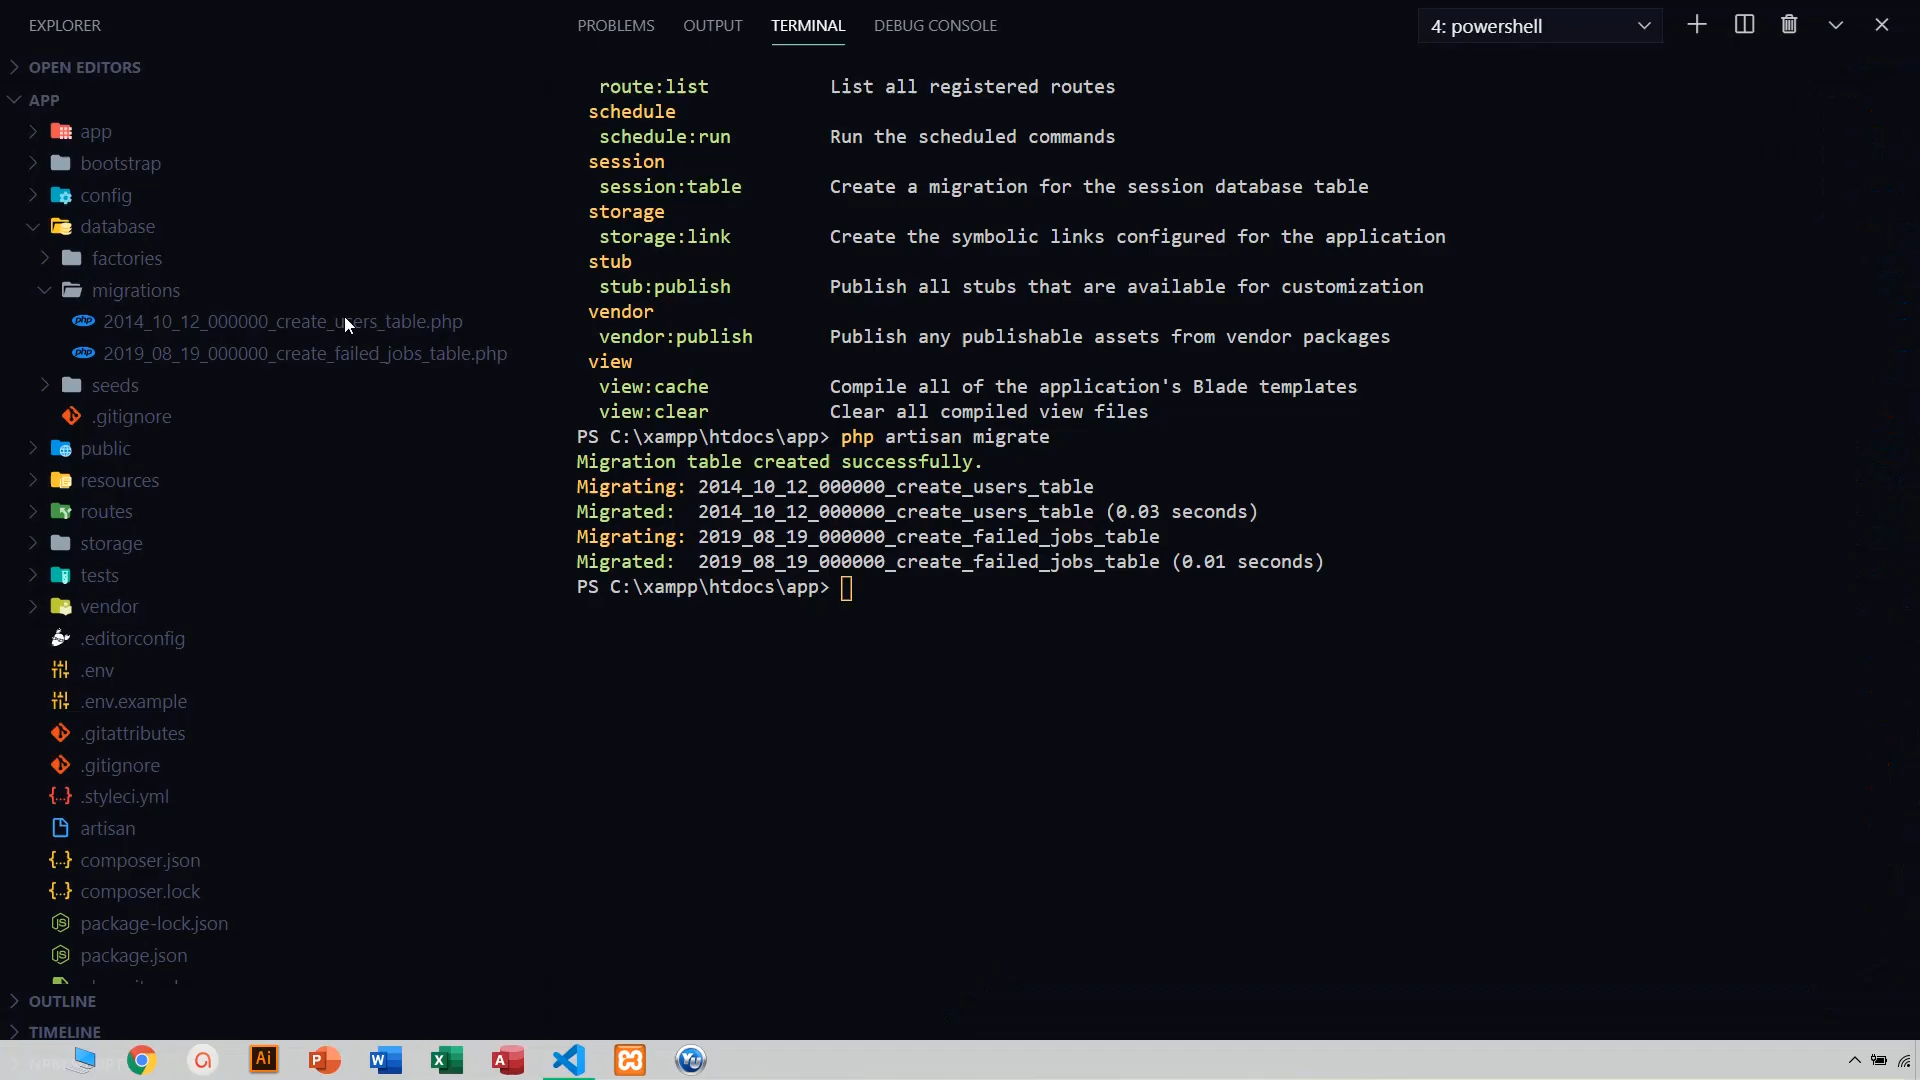 EXPLORER
OPEN EDITORS
APP
app
bootstrap
config
database
factories
migrations
2014_10_12_000000_create_users_table.php
2019_08_19_000000_create_failed_jobs_table.php
seeds
.gitignore
public
resources
routes
storage
tests
vendor
.editorconfig
.env
.env.example
.gitattributes
.gitignore
.styleci.yml
artisan
composer.json
composer.lock
package-lock.json
package.json
OUTLINE
TIMELINE
PROBLEMS OUTPUT TERMINAL DEBUG CONSOLE 4: powershell
route:list List all registered routes
schedule
schedule:run Run the scheduled commands
session
session:table Create a migration for the session database table
storage
storage:link Create the symbolic links configured for the application
stub
stub:publish Publish all stubs that are available for customization
vendor
vendor:publish Publish any publishable assets from vendor packages
view
view:cache Compile all of the application's Blade templates
view:clear Clear all compiled view files
PS C:\xampp\htdocs\app> php artisan migrate
Migration table created successfully.
Migrating: 2014_10_12_000000_create_users_table
Migrated: 2014_10_12_000000_create_users_table (0.03 seconds)
Migrating: 2019_08_19_000000_create_failed_jobs_table
Migrated: 2019_08_19_000000_create_failed_jobs_table (0.01 seconds)
PS C:\xampp\htdocs\app>